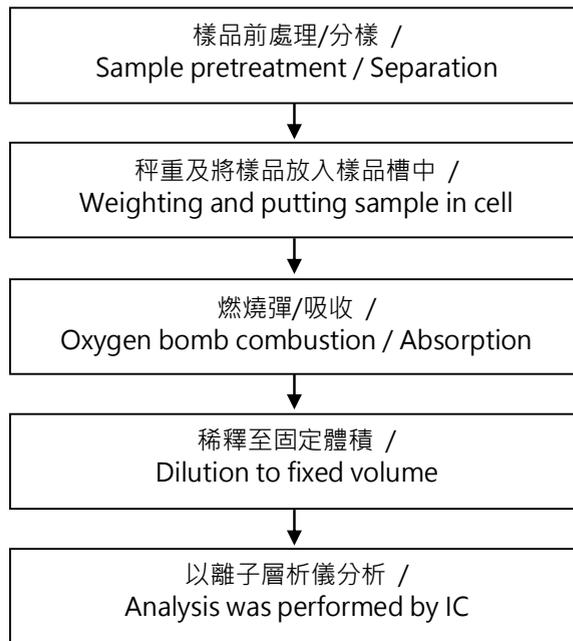 樣品前處理/分樣 /
Sample pretreatment / Separation
秤重及將樣品放入樣品槽中 /
Weighting and putting sample in cell
燃燒彈/吸收 /
Oxygen bomb combustion / Absorption
稀釋至固定體積 /
Dilution to fixed volume
以離子層析儀分析 /
Analysis was performed by IC